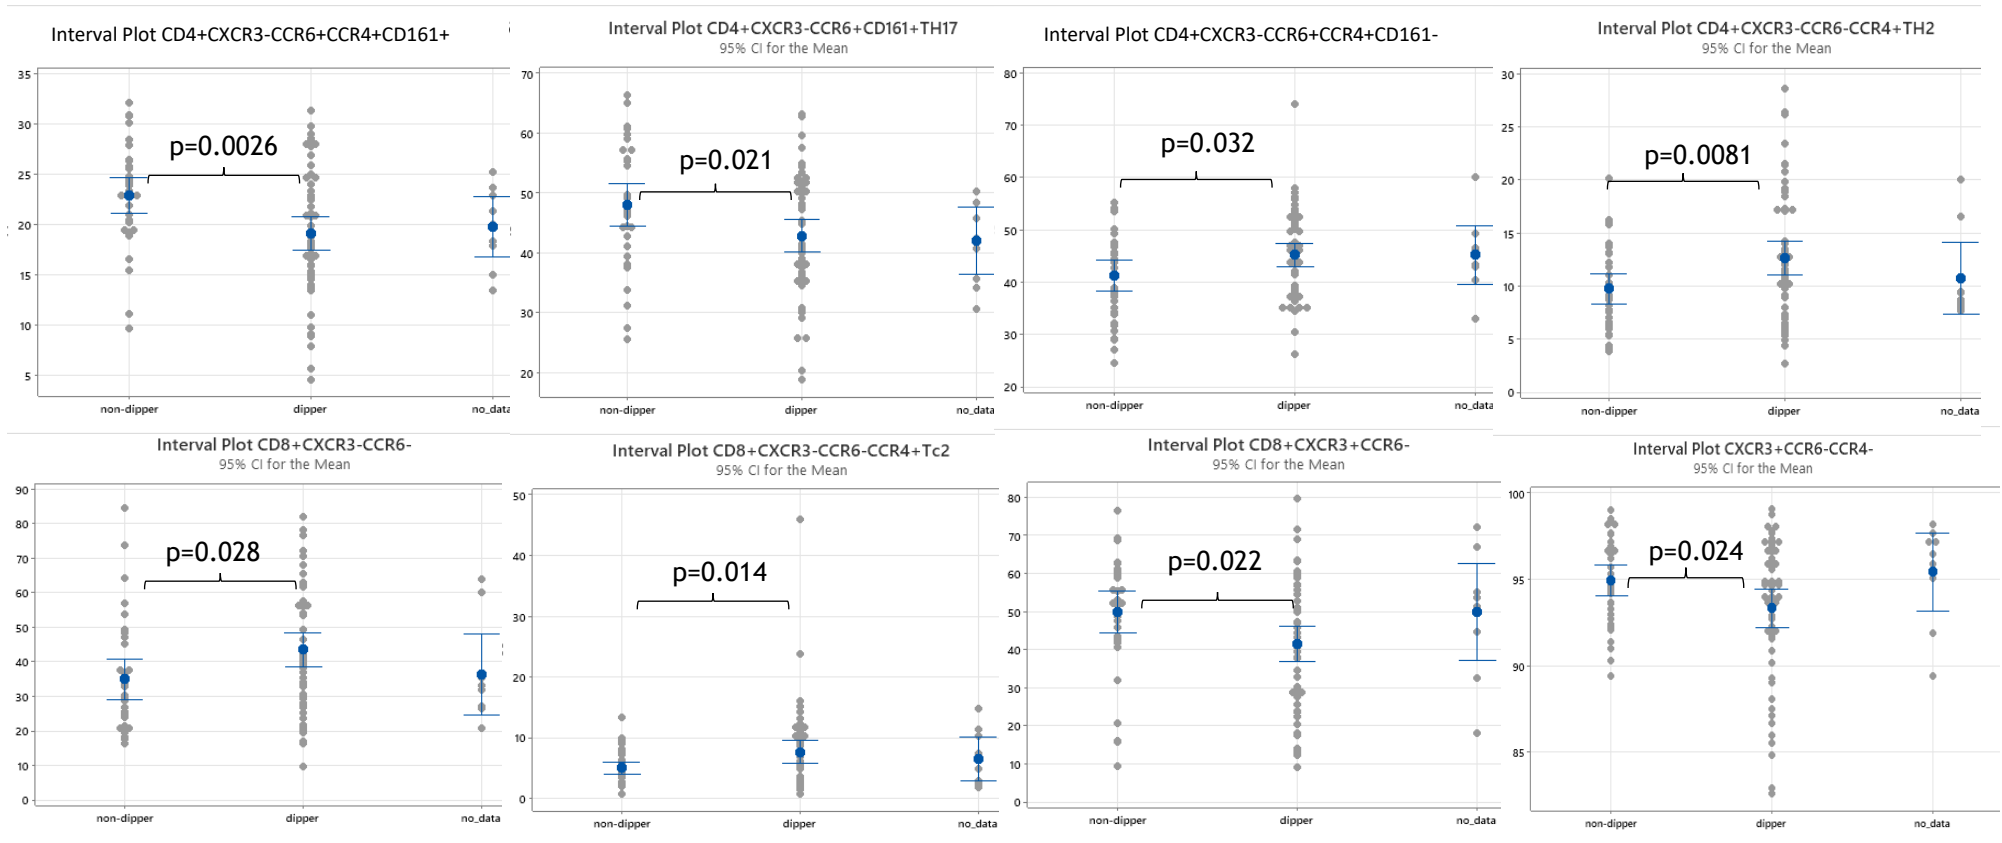 Interval Plot CD4+CXCR3-CCR6+CCR4+CD161+
35
30
25
20
15
10
5
p=0.0026
non-dipper
dipper
no_data
Interval Plot CD4+CXCR3-CCR6+CD161+TH17
95% CI for the Mean
70
60
50
40
30
20
p=0.021
non-dipper
dipper
no_data
Interval Plot CD4+CXCR3-CCR6+CCR4+CD161-
80
70
60
50
40
30
20
p=0.032
non-dipper
dipper
no_data
Interval Plot CD4+CXCR3-CCR6-CCR4+TH2
95% CI for the Mean
30
25
20
15
10
5
0
p=0.0081
non-dipper
dipper
no_data
Interval Plot CD8+CXCR3-CCR6-
95% CI for the Mean
90
80
70
60
50
40
30
20
10
0
p=0.028
non-dipper
dipper
no_data
Interval Plot CD8+CXCR3-CCR6-CCR4+Tc2
95% CI for the Mean
50
40
30
20
10
0
p=0.014
non-dipper
dipper
no_data
Interval Plot CD8+CXCR3+CCR6-
95% CI for the Mean
80
70
60
50
40
30
20
10
0
p=0.022
non-dipper
dipper
no_data
Interval Plot CXCR3+CCR6-CCR4-
95% CI for the Mean
100
95
90
85
p=0.024
non-dipper
dipper
no_data